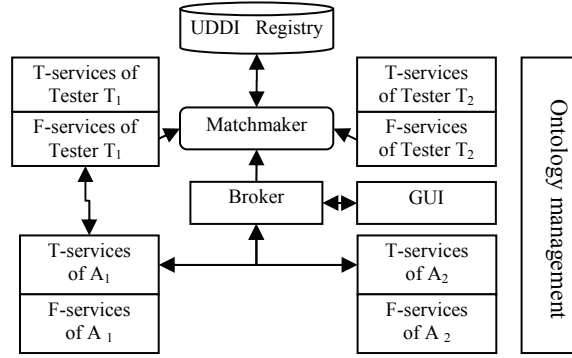 UDDI Registry
T-services of
Tester T1
F-services of
Tester T1
Matchmaker
T-services
of Tester T2
F-services
of Tester T2
Broker
GUI
T-services
of A1
F-services
of A 1
T-services
of A2
F-services
of A 2
Ontology management